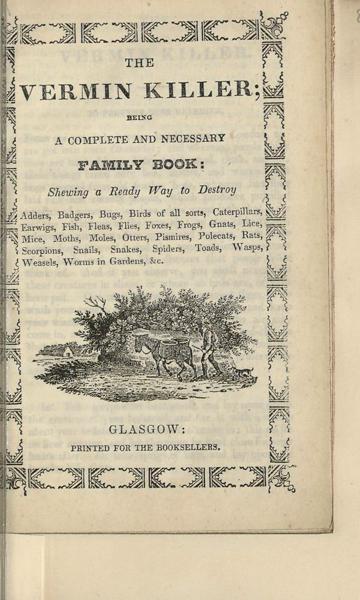 THE
VERMIN KILLER;
BEING
A COMPLETE AND NECESSARY
FAMILY BOOK:
Shewing a Ready Way to Destroy
Adders, Badgers, Bugs, Birds of all sorts, Caterpillars,
Earwigs, Fish, Fleas, Flies, Foxes, Frogs, Gnats, Lice,
Mice, Moths, Moles, Otters, Pismires, Polecats, Rats,
Scorpions, Snails, Snakes, Spiders, Toads, Wasps,
Weasels, Worms in Gardens, &c.
GLASGOW:
PRINTED FOR THE BOOKSELLERS.